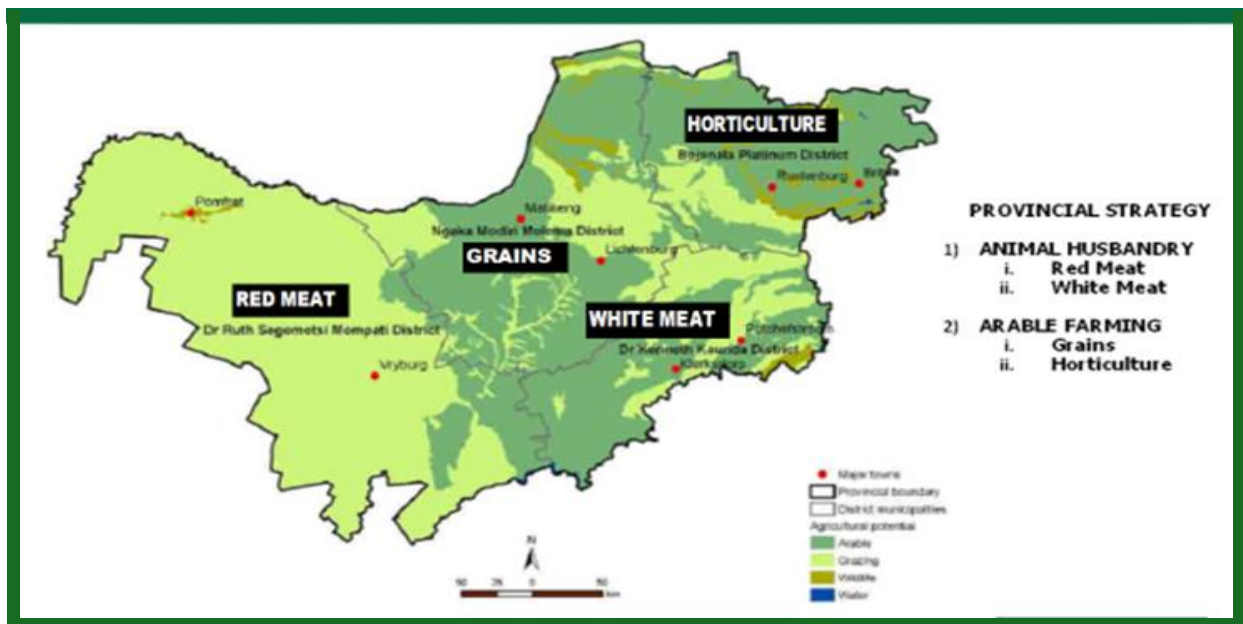 HORTICULTURE
Bojanala Platinum District
Rustenburg
Brits
Pomfret
Mafikeng
Ngaka Modiri Molema District
GRAINS
Lichtenburg
RED MEAT
Dr Ruth Segomotsi Mompati District
WHITE MEAT
Potchefstroom
Dr Kenneth Kaunda District
Klerksdorp
Vryburg
PROVINCIAL STRATEGY
1) ANIMAL HUSBANDRY
i. Red Meat
ii. White Meat
2) ARABLE FARMING
i. Grains
ii. Horticulture
Major towns
Provincial boundary
District municipalities
Agricultural potential
Arable
Grazing
Wildlife
Water
N
50 25 0 50
km